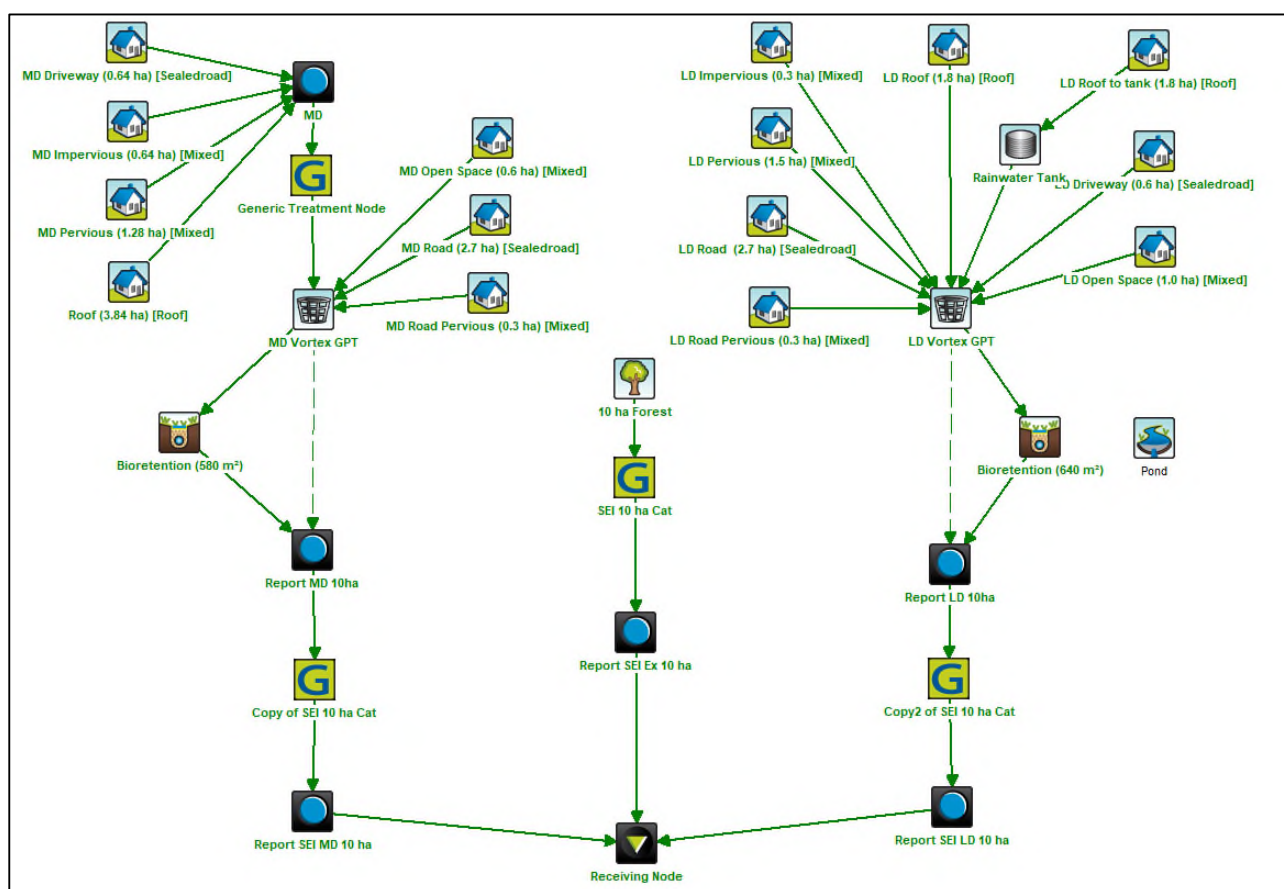 MD Driveway (0.64 ha) [Sealedroad]
MD
MD Impervious (0.64 ha) [Mixed]
MD Pervious (1.28 ha) [Mixed]
Roof (3.84 ha) [Roof]
G
Generic Treatment Node
MD Open Space (0.6 ha) [Mixed]
MD Road (2.7 ha) [Sealedroad]
MD Road Pervious (0.3 ha) [Mixed]
MD Vortex GPT
Bioretention (580 m²)
Report MD 10ha
G
Copy of SEI 10 ha Cat
Report SEI MD 10 ha
10 ha Forest
G
SEI 10 ha Cat
Report SEI Ex 10 ha
Receiving Node
LD Impervious (0.3 ha) [Mixed]
LD Roof (1.8 ha) [Roof]
LD Roof to tank (1.8 ha) [Roof]
LD Pervious (1.5 ha) [Mixed]
Rainwater Tank
LD Driveway (0.6 ha) [Sealedroad]
LD Road (2.7 ha) [Sealedroad]
LD Open Space (1.0 ha) [Mixed]
LD Road Pervious (0.3 ha) [Mixed]
LD Vortex GPT
Bioretention (640 m²)
Pond
Report LD 10ha
G
Copy2 of SEI 10 ha Cat
Report SEI LD 10 ha